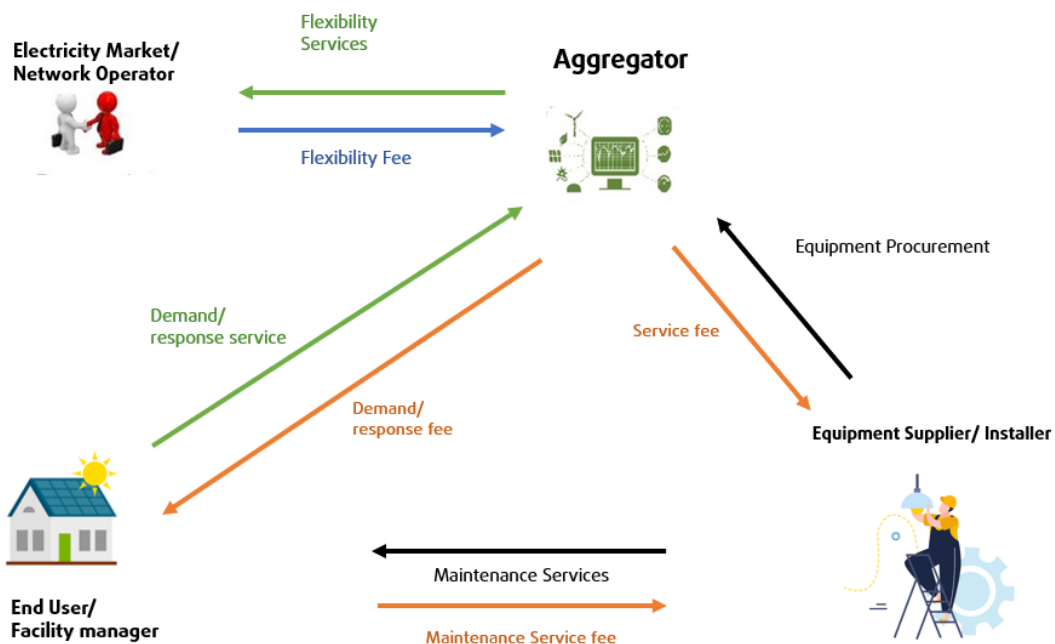 Flexibility
Services
Electricity Market/
Network Operator
Aggregator
Flexibility Fee
Equipment Procurement
Demand/
response service
Service fee
Demand/
response fee
Equipment Supplier/ Installer
Maintenance Services
End User/
Facility manager
Maintenance Service fee